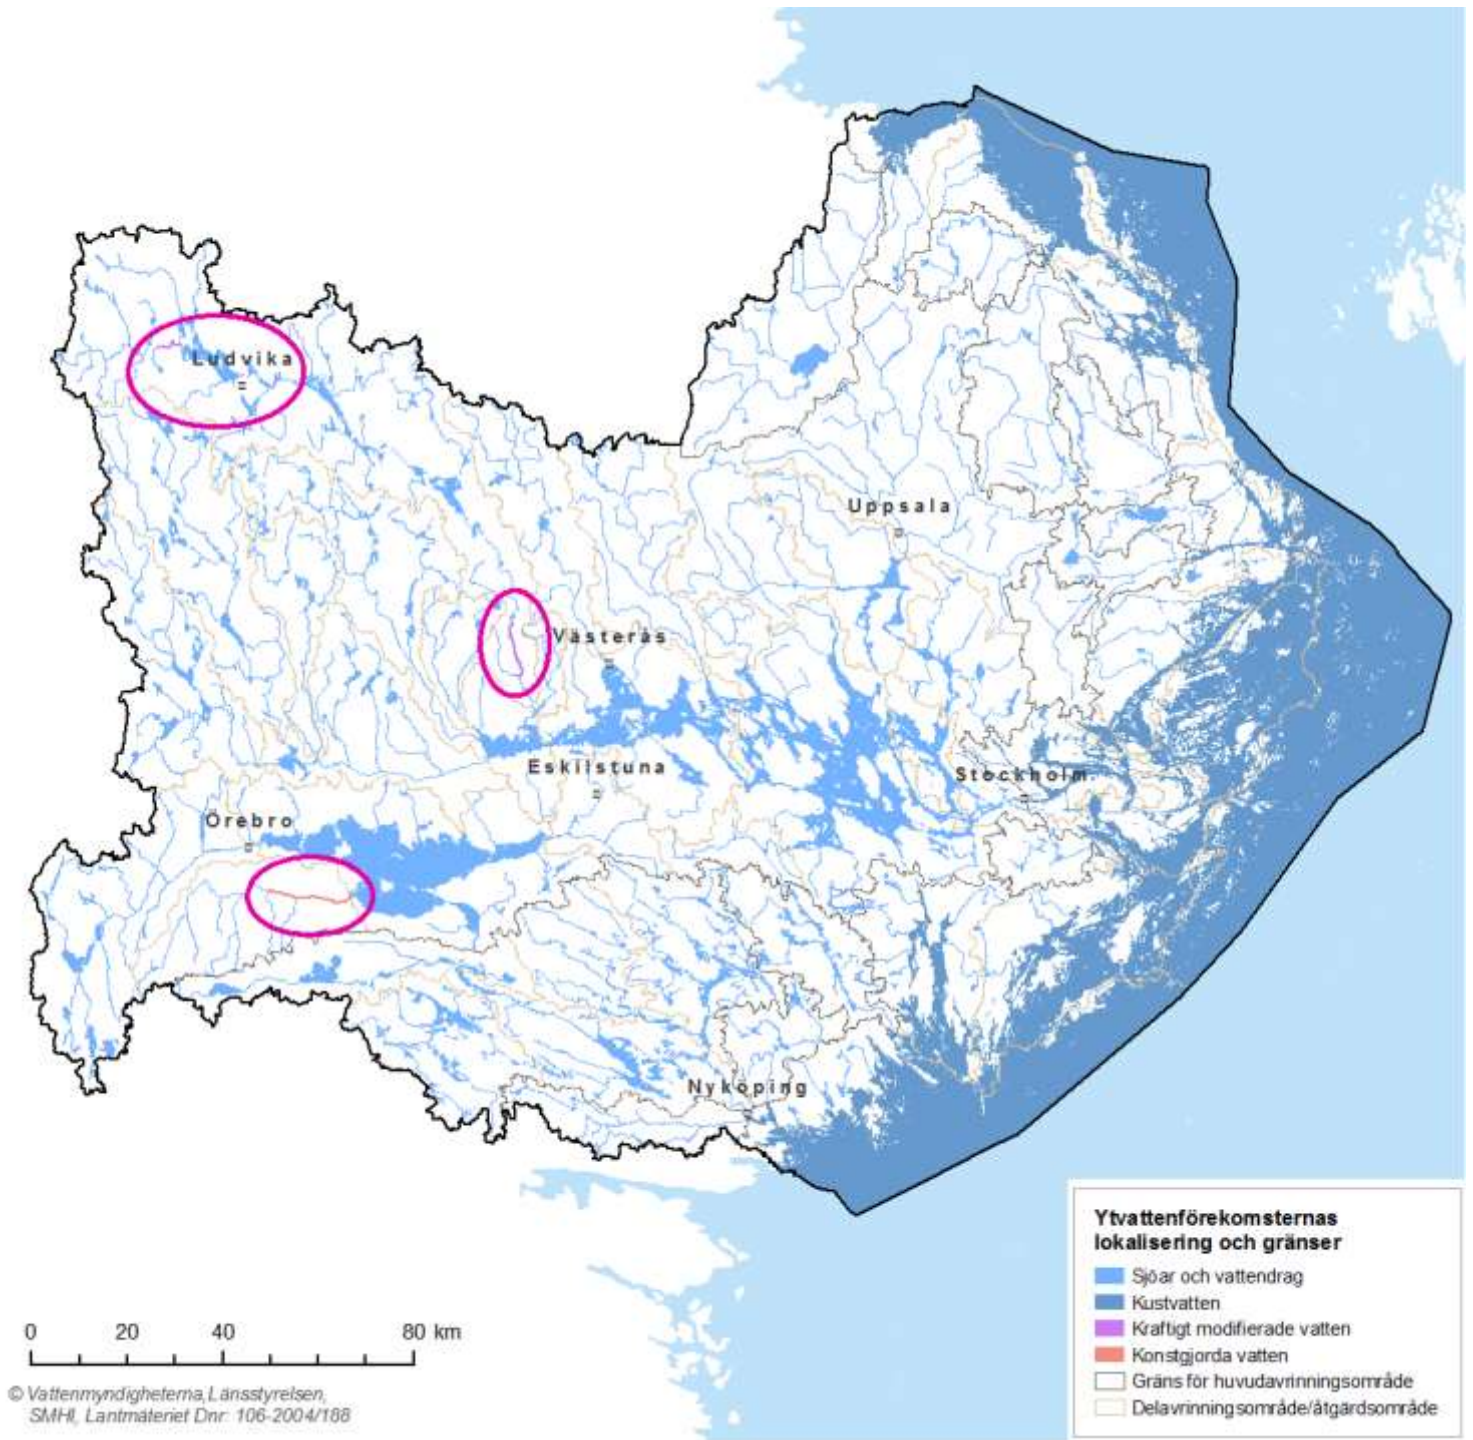 Ludvika
Uppsala
Västerås
Eskilstuna
Stockholm
Örebro
Nyköping
Ytvattenförekomsternas
lokalisering och gränser
Sjöar och vattendrag
Kustvatten
Kraftigt modifierade vatten
Konstgjorda vatten
Gräns för huvudavrinningsområde
Delavrinningsområde/åtgärdsområde
0 20 40 80 km
© Vattenmyndigheterna, Länsstyrelsen,
SMHI, Lantmäteriet Dnr: 106-2004/188